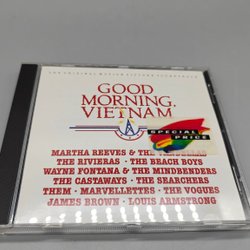 THE ORIGINAL MOTION PICTURE SOUNDTRACK
GOOD
MORNING,
VIETNAM
SPECIAL
PRICE
MARTHA REEVES & THE
THE RIVIERAS · THE BEACH BOYS
WAYNE FONTANA & THE MINDBENDERS
THE CASTAWAYS · THE SEARCHERS
THEM · MARVELLETTES · THE VOGUES
JAMES BROWN · LOUIS ARMSTRONG